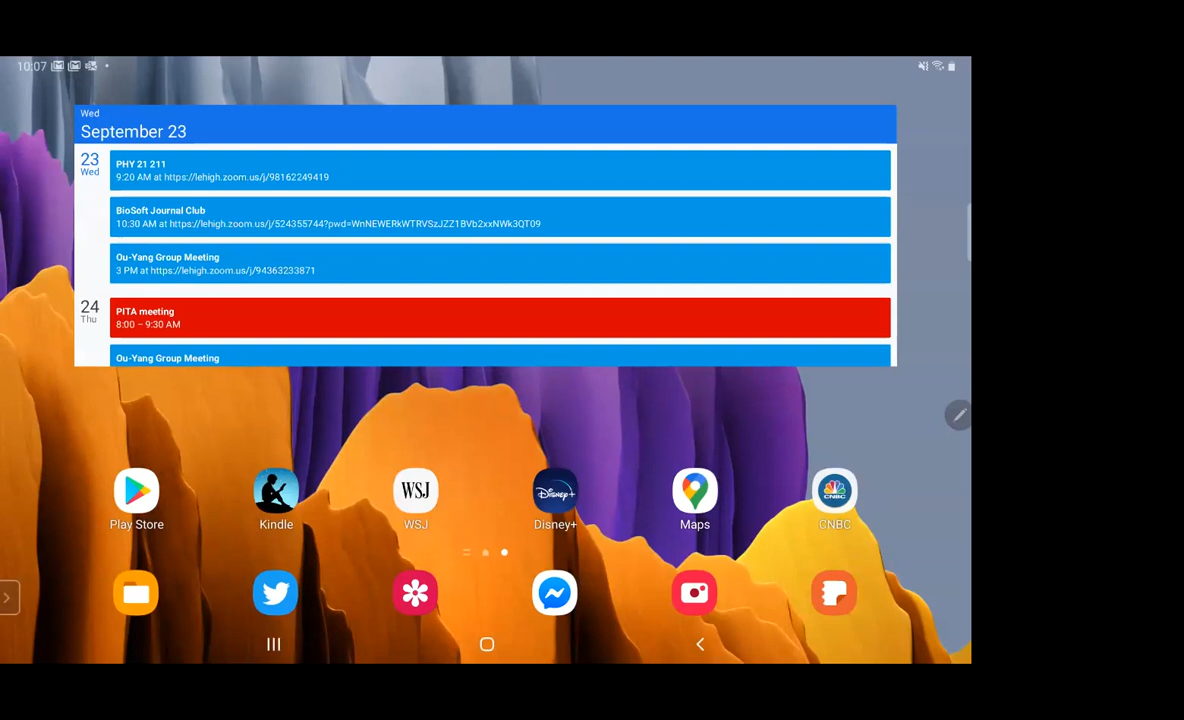 10:07
Wed
September 23
23
Wed
PHY 21 211
9:20 AM at https://lehigh.zoom.us/j/98162249419
BioSoft Journal Club
10:30 AM at https://lehigh.zoom.us/j/524355744?pwd=WnNEWERkWTRVSzJZZ1BVb2xxNWk3QT09
Ou-Yang Group Meeting
3 PM at https://lehigh.zoom.us/j/94363233871
24
Thu
PITA meeting
8:00 – 9:30 AM
Ou-Yang Group Meeting
WSJ
Disney+
CNBC
Play Store
Kindle
WSJ
Disney+
Maps
CNBC